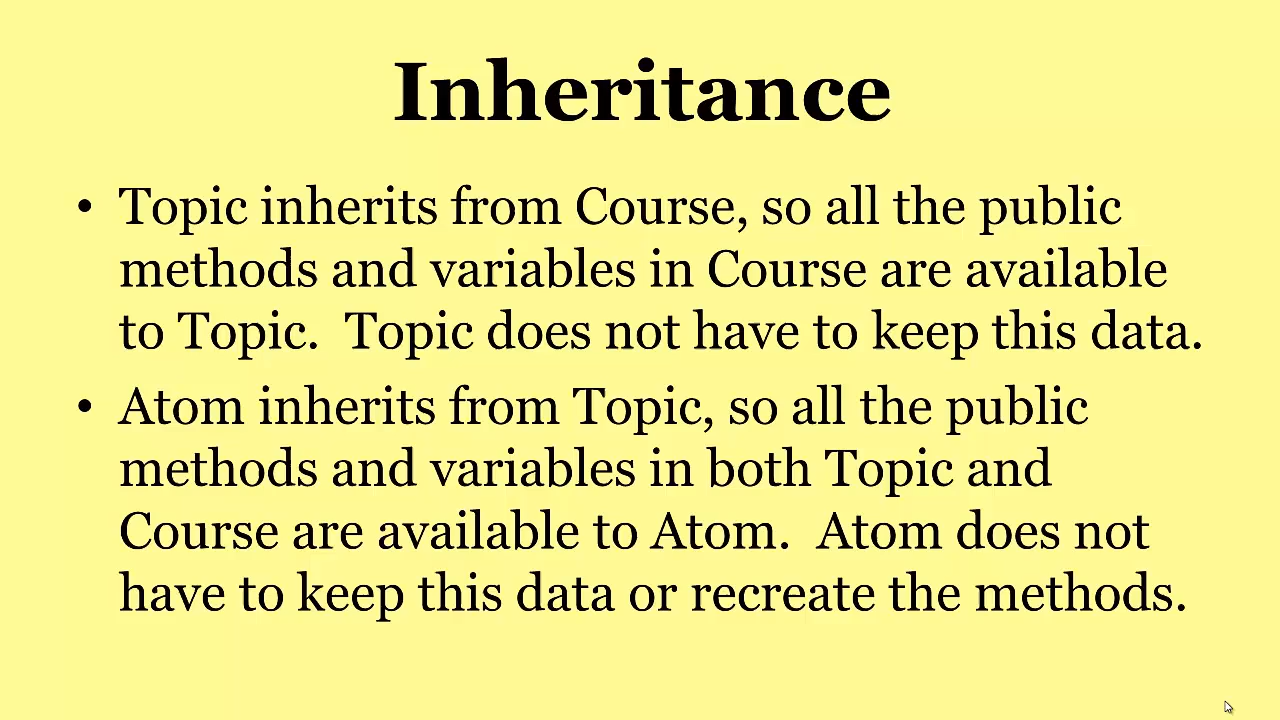 Inheritance
• Topic inherits from Course, so all the public
methods and variables in Course are available
to Topic.  Topic does not have to keep this data.
• Atom inherits from Topic, so all the public
methods and variables in both Topic and
Course are available to Atom.  Atom does not
have to keep this data or recreate the methods.